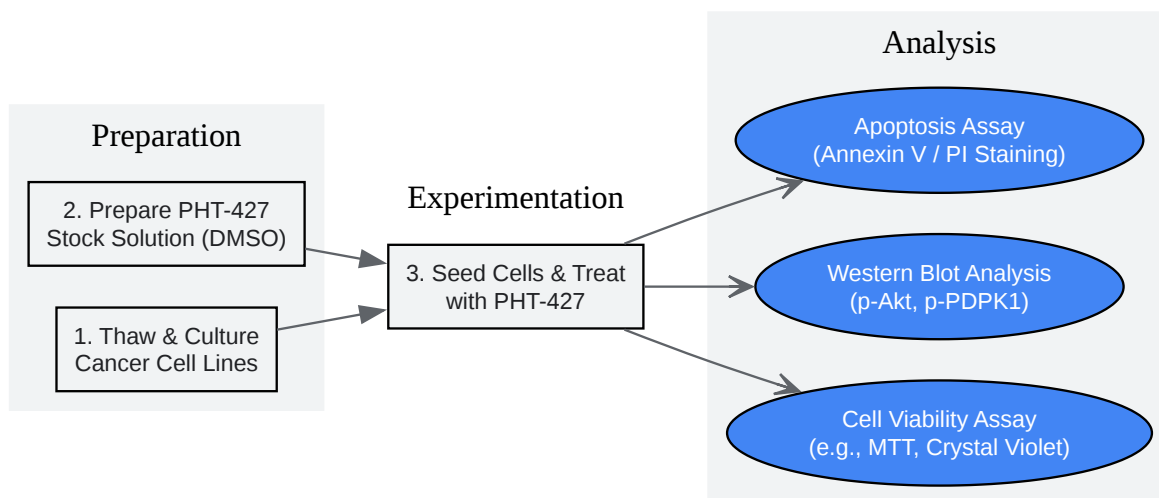 Preparation
2. Prepare PHT-427
Stock Solution (DMSO)
1. Thaw & Culture
Cancer Cell Lines
Experimentation
3. Seed Cells & Treat
with PHT-427
Analysis
Apoptosis Assay
(Annexin V / PI Staining)
Western Blot Analysis
(p-Akt, p-PDPK1)
Cell Viability Assay
(e.g., MTT, Crystal Violet)